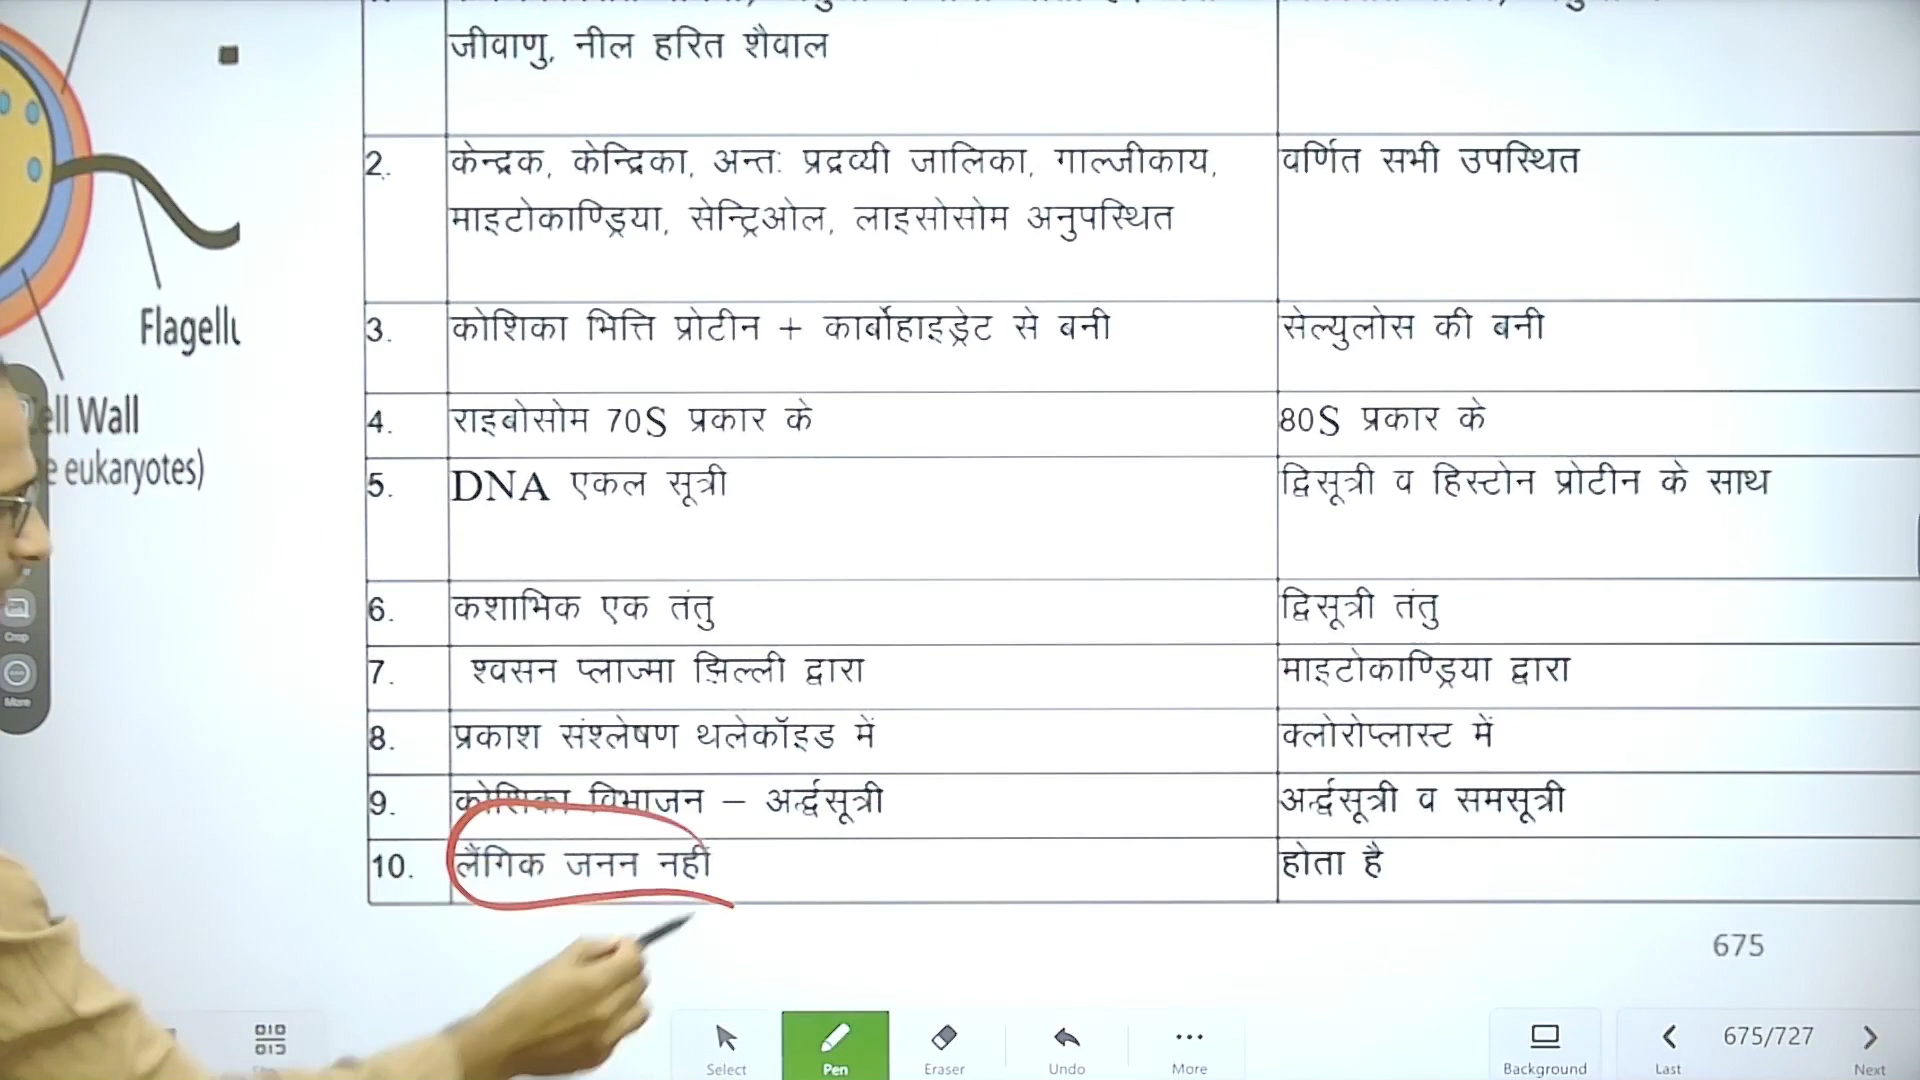 जीवाणु, नील हरित शैवाल
2. केन्द्रक, केन्द्रिका, अन्त: प्रद्रव्यी जालिका, गाल्जीकाय, वर्णित सभी उपस्थित
माइटोकाण्ड्रिया, सेन्ट्रिओल, लाइसोसोम अनुपस्थित
Flagellu
3. कोशिका भित्ति प्रोटीन + कार्बोहाइड्रेट से बनी सेल्युलोस की बनी
ell Wall
4. राइबोसोम 70S प्रकार के 80S प्रकार के
e eukaryotes)
5. DNA एकल सूत्री द्विसूत्री व हिस्टोन प्रोटीन के साथ
6. कशाभिक एक तंतु द्विसूत्री तंतु
Crop
7. श्वसन प्लाज्मा झिल्ली द्वारा माइटोकाण्ड्रिया द्वारा
More
8. प्रकाश संश्लेषण थलेकॉइड में क्लोरोप्लास्ट में
9. कोशिका विभाजन – अर्द्धसूत्री अर्द्धसूत्री व समसूत्री
10. लैंगिक जनन नहीं होता है
675
675/727
Select Pen Eraser Undo More Background Last Next